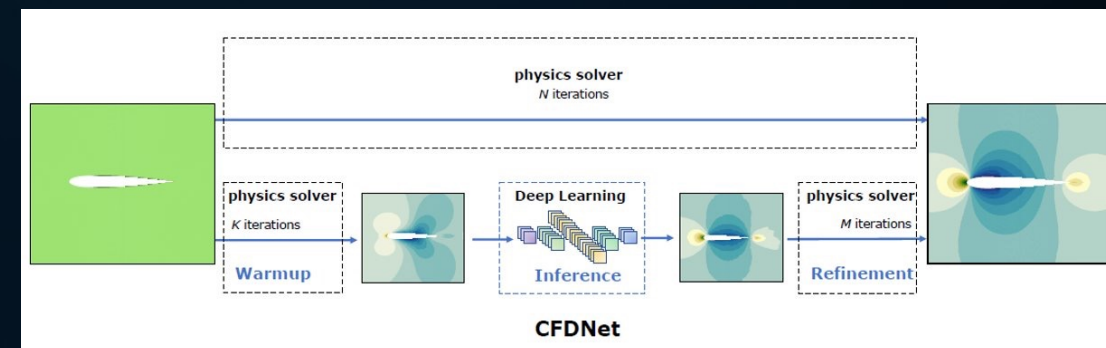 physics solver
N iterations
physics solver
K iterations
Warmup
Deep Learning
Inference
physics solver
M iterations
Refinement
CFDNet